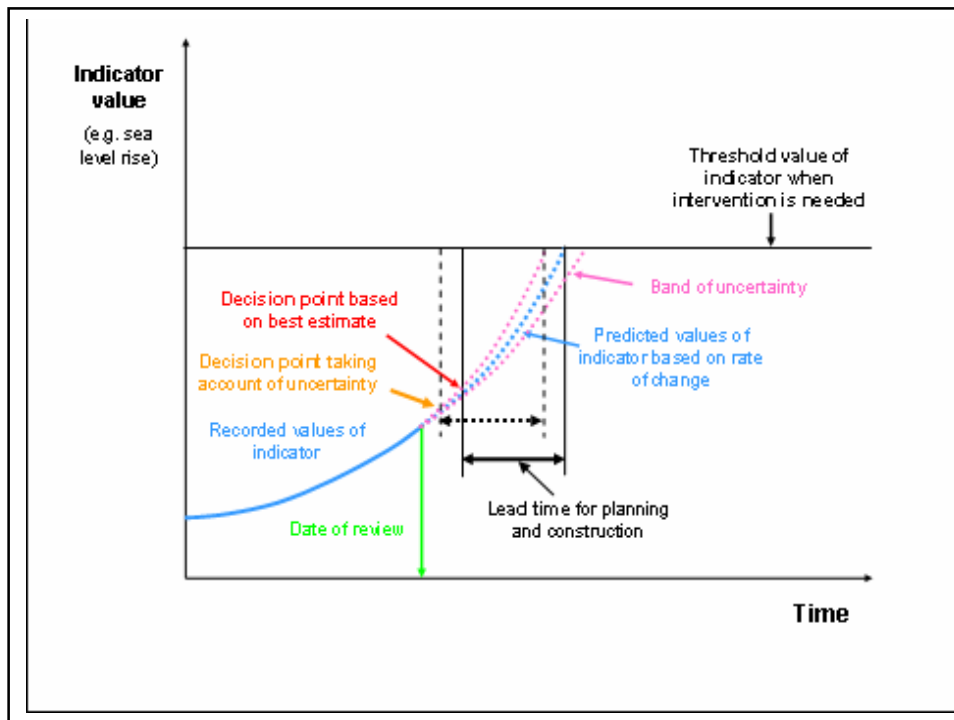 Indicator
value
(e.g. sea
level rise)
Threshold value of
indicator when
intervention is needed
Decision point based
on best estimate
Band of uncertainty
Predicted values of
indicator based on rate
of change
Decision point taking
account of uncertainty
Recorded values of
indicator
Lead time for planning
and construction
Date of review
Time